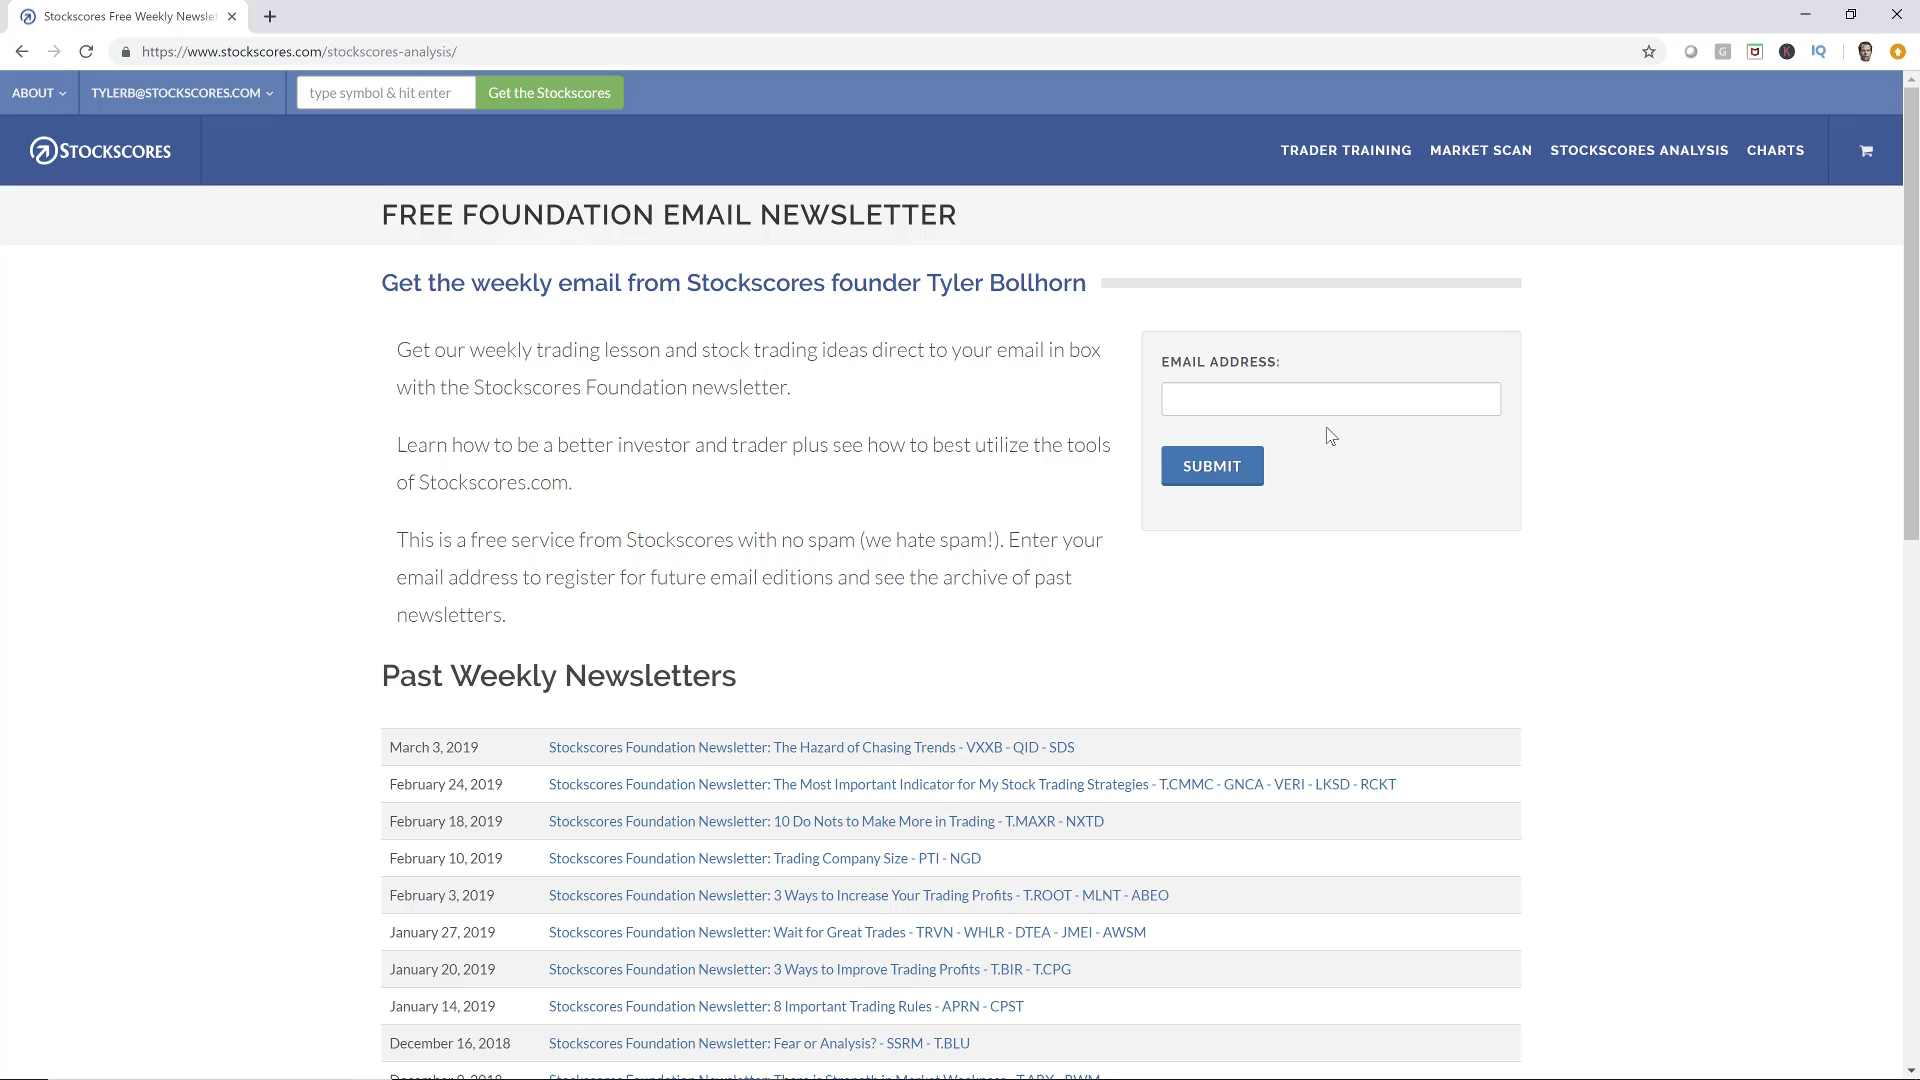 Stockscores Free Weekly Newslet
https://www.stockscores.com/stockscores-analysis/
ABOUT
TYLERB@STOCKSCORES.COM
type symbol & hit enter
Get the Stockscores
STOCKSCORES
TRADER TRAINING
MARKET SCAN
STOCKSCORES ANALYSIS
CHARTS
FREE FOUNDATION EMAIL NEWSLETTER
Get the weekly email from Stockscores founder Tyler Bollhorn
Get our weekly trading lesson and stock trading ideas direct to your email in box
with the Stockscores Foundation newsletter.
Learn how to be a better investor and trader plus see how to best utilize the tools
of Stockscores.com.
This is a free service from Stockscores with no spam (we hate spam!). Enter your
email address to register for future email editions and see the archive of past
newsletters.
EMAIL ADDRESS:
SUBMIT
Past Weekly Newsletters
March 3, 2019 Stockscores Foundation Newsletter: The Hazard of Chasing Trends - VXXB - QID - SDS
February 24, 2019 Stockscores Foundation Newsletter: The Most Important Indicator for My Stock Trading Strategies - T.CMMC - GNCA - VERI - LKSD - RCKT
February 18, 2019 Stockscores Foundation Newsletter: 10 Do Nots to Make More in Trading - T.MAXR - NXTD
February 10, 2019 Stockscores Foundation Newsletter: Trading Company Size - PTI - NGD
February 3, 2019 Stockscores Foundation Newsletter: 3 Ways to Increase Your Trading Profits - T.ROOT - MLNT - ABEO
January 27, 2019 Stockscores Foundation Newsletter: Wait for Great Trades - TRVN - WHLR - DTEA - JMEI - AWSM
January 20, 2019 Stockscores Foundation Newsletter: 3 Ways to Improve Trading Profits - T.BIR - T.CPG
January 14, 2019 Stockscores Foundation Newsletter: 8 Important Trading Rules - APRN - CPST
December 16, 2018 Stockscores Foundation Newsletter: Fear or Analysis? - SSRM - T.BLU